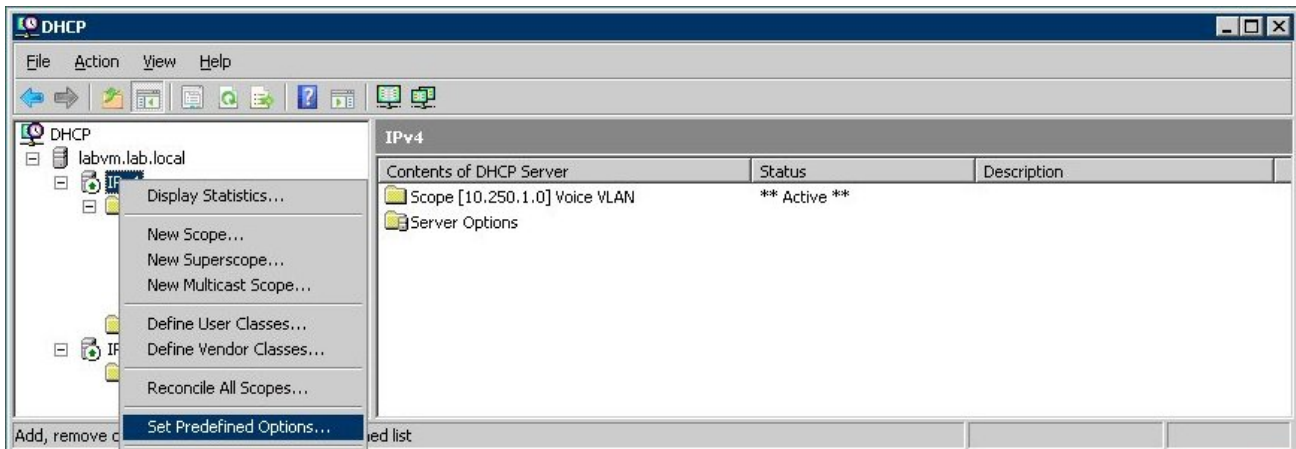 DHCP
File Action View Help
DHCP
labvm.lab.local
IPv4
Contents of DHCP Server Status Description
Scope [10.250.1.0] Voice VLAN ** Active **
Server Options
Display Statistics...
New Scope...
New Superscope...
New Multicast Scope...
Define User Classes...
Define Vendor Classes...
Reconcile All Scopes...
Set Predefined Options...
Add, remove
list